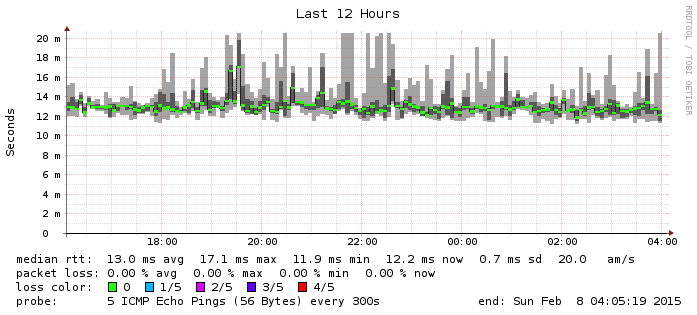 Last 12 Hours
RRDTOOL / TOBI OETIKER
Seconds
20 m
18 m
16 m
14 m
12 m
10 m
8 m
6 m
4 m
2 m
0
18:00 20:00 22:00 00:00 02:00 04:00
median rtt: 13.0 ms avg 17.1 ms max 11.9 ms min 12.2 ms now 0.7 ms sd 20.0 am/s
packet loss: 0.00 % avg 0.00 % max 0.00 % min 0.00 % now
loss color: 0 1/5 2/5 3/5 4/5
probe: 5 ICMP Echo Pings (56 Bytes) every 300s end: Sun Feb 8 04:05:19 2015